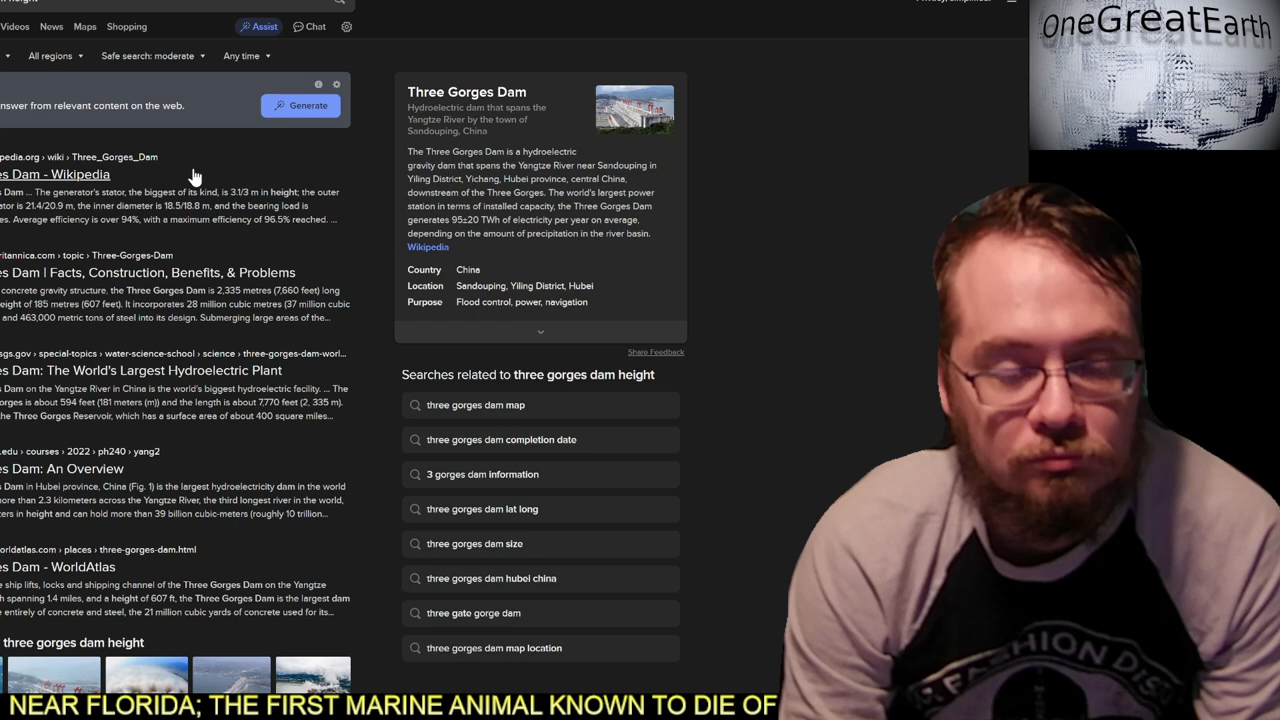 Videos News Maps Shopping Assist Chat
All regions Safe search: moderate Any time
nswer from relevant content on the web. Generate
pedia.org › wiki › Three_Gorges_Dam
es Dam - Wikipedia
s Dam ... The generator's stator, the biggest of its kind, is 3.1/3 m in height; the outer
ator is 21.4/20.9 m, the inner diameter is 18.5/18.8 m, and the bearing load is
es. Average efficiency is over 94%, with a maximum efficiency of 96.5% reached. ...
ritannica.com › topic › Three-Gorges-Dam
es Dam | Facts, Construction, Benefits, & Problems
concrete gravity structure, the Three Gorges Dam is 2,335 metres (7,660 feet) long
eight of 185 metres (607 feet). It incorporates 28 million cubic metres (37 million cubic
and 463,000 metric tons of steel into its design. Submerging large areas of the...
sgs.gov › special-topics › water-science-school › science › three-gorges-dam-worl...
es Dam: The World's Largest Hydroelectric Plant
s Dam on the Yangtze River in China is the world's biggest hydroelectric facility. ... The
orges is about 594 feet (181 meters (m)) and the length is about 7,770 feet (2, 335 m).
the Three Gorges Reservoir, which has a surface area of about 400 square miles...
.edu › courses › 2022 › ph240 › yang2
es Dam: An Overview
s Dam in Hubei province, China (Fig. 1) is the largest hydroelectricity dam in the world
more than 2.3 kilometers across the Yangtze River, the third longest river in the world,
ters in height and can hold more than 39 billion cubic-meters (roughly 10 trillion...
orldatlas.com › places › three-gorges-dam.html
es Dam - WorldAtlas
e ship lifts, locks and shipping channel of the Three Gorges Dam on the Yangtze
h spanning 1.4 miles, and a height of 607 ft, the Three Gorges Dam is the largest dam
e entirely of concrete and steel, the 21 million cubic yards of concrete used for its...
three gorges dam height
Three Gorges Dam
Hydroelectric dam that spans the
Yangtze River by the town of
Sandouping, China
The Three Gorges Dam is a hydroelectric
gravity dam that spans the Yangtze River near Sandouping in
Yiling District, Yichang, Hubei province, central China,
downstream of the Three Gorges. The world's largest power
station in terms of installed capacity, the Three Gorges Dam
generates 95±20 TWh of electricity per year on average,
depending on the amount of precipitation in the river basin.
Wikipedia
Country China
Location Sandouping, Yiling District, Hubei
Purpose Flood control, power, navigation
Share Feedback
Searches related to three gorges dam height
three gorges dam map
three gorges dam completion date
3 gorges dam information
three gorges dam lat long
three gorges dam size
three gorges dam hubei china
three gate gorge dam
three gorges dam map location
OneGreatEarth
FASHION DIS
NEAR FLORIDA; THE FIRST MARINE ANIMAL KNOWN TO DIE OF